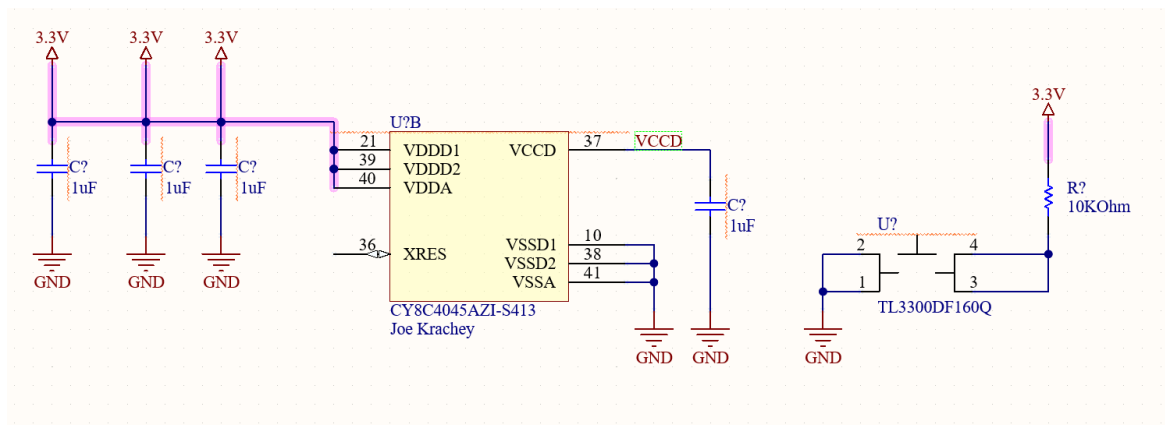 3.3V
3.3V
3.3V
C?
1uF
C?
1uF
C?
1uF
GND
GND
GND
U?B
21
VDDD1
39
VDDD2
40
VDDA
36
XRES
VCCD
37
VCCD
VSSD1
10
VSSD2
38
VSSA
41
CY8C4045AZI-S413
Joe Krachey
C?
1uF
GND
GND
3.3V
R?
10KOhm
U?
2
4
1
3
TL3300DF160Q
GND